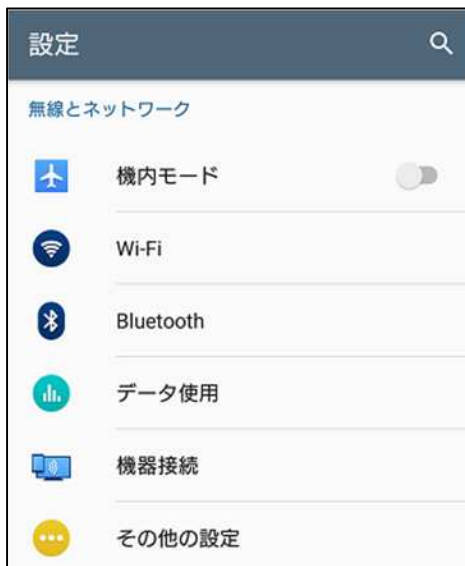 設定
無線とネットワーク
機内モード
Wi-Fi
Bluetooth
データ使用
機器接続
その他の設定